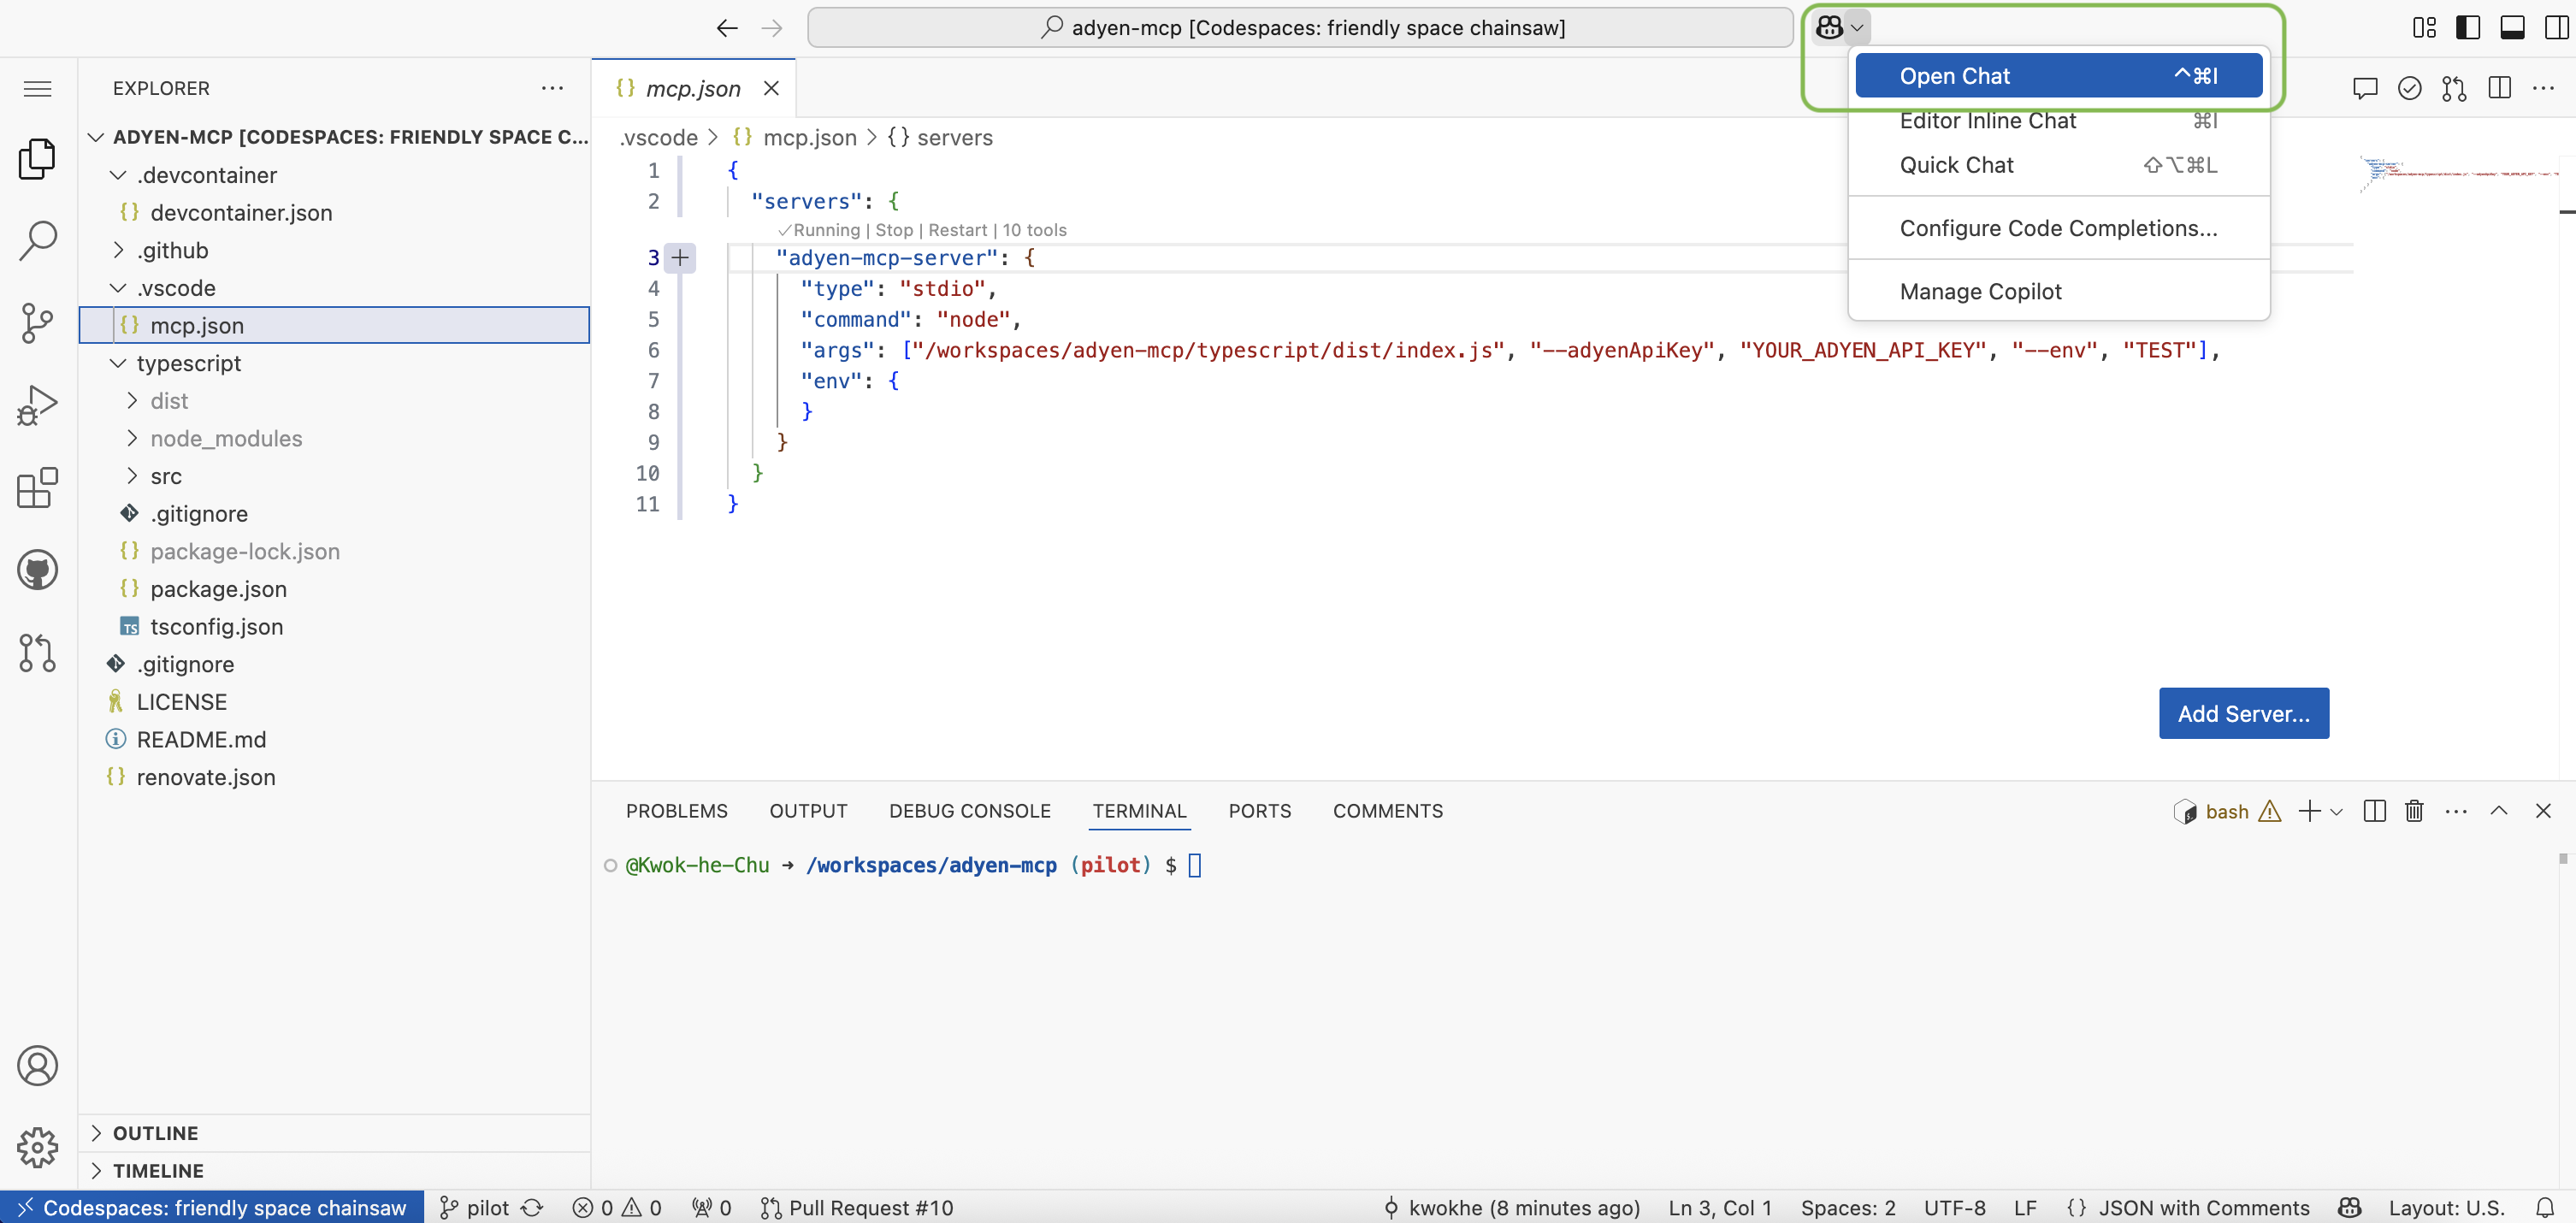 adyen-mcp [Codespaces: friendly space chainsaw]
Open Chat ^⌘I
Editor Inline Chat ⌘I
Quick Chat ⇧⌥⌘L
Configure Code Completions...
Manage Copilot
EXPLORER
ADYEN-MCP [CODESPACES: FRIENDLY SPACE C...
.devcontainer
{} devcontainer.json
.github
.vscode
{} mcp.json
typescript
dist
node_modules
src
.gitignore
{} package-lock.json
{} package.json
TS tsconfig.json
.gitignore
LICENSE
README.md
{} renovate.json
OUTLINE
TIMELINE
{} mcp.json
.vscode > {} mcp.json > {} servers
1 {
2 "servers": {
✓Running | Stop | Restart | 10 tools
3 "adyen-mcp-server": {
4 "type": "stdio",
5 "command": "node",
6 "args": ["/workspaces/adyen-mcp/typescript/dist/index.js", "--adyenApiKey", "YOUR_ADYEN_API_KEY", "--env", "TEST"],
7 "env": {
8 }
9 }
10 }
11 }
Add Server...
PROBLEMS OUTPUT DEBUG CONSOLE TERMINAL PORTS COMMENTS
bash
@Kwok-he-Chu → /workspaces/adyen-mcp (pilot) $
Codespaces: friendly space chainsaw pilot 0 0 0 Pull Request #10 kwokhe (8 minutes ago) Ln 3, Col 1 Spaces: 2 UTF-8 LF {} JSON with Comments Layout: U.S.